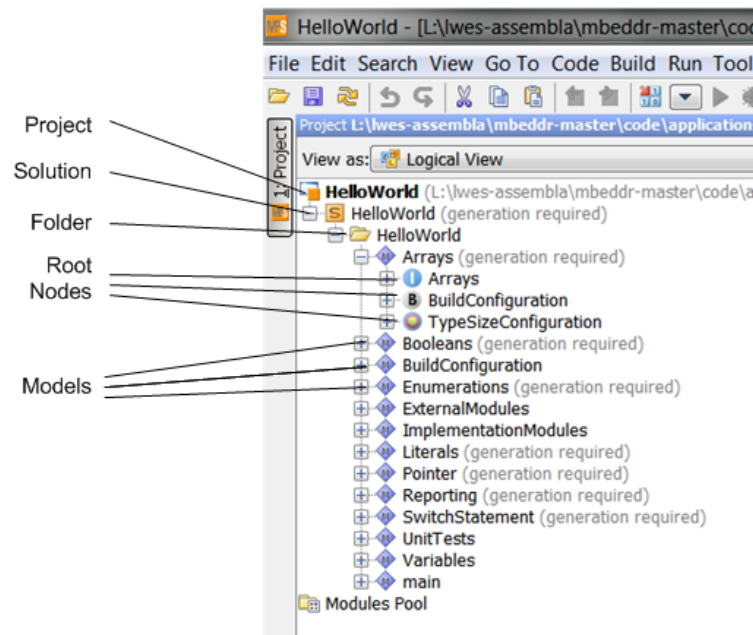 HelloWorld - [L:\lwes-assembla\mbeddr-master\cod
File Edit Search View Go To Code Build Run Tool
Project L:\lwes-assembla\mbeddr-master\code\application
1: Project
View as: Logical View
Project
HelloWorld (L:\lwes-assembla\mbeddr-master\code\a
Solution
HelloWorld (generation required)
Folder
HelloWorld
Arrays (generation required)
Root
Nodes
Arrays
BuildConfiguration
TypeSizeConfiguration
Models
Booleans (generation required)
BuildConfiguration
Enumerations (generation required)
ExternalModules
ImplementationModules
Literals (generation required)
Pointer (generation required)
Reporting (generation required)
SwitchStatement (generation required)
UnitTests
Variables
main
Modules Pool